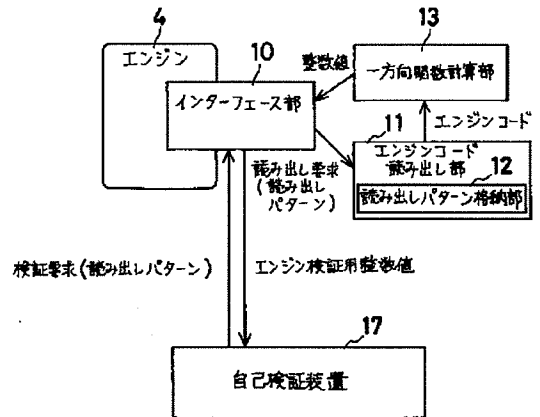 4
エンジン
10
インターフェース部
13
一方向関数計算部
整数値
エンジンコード
11
エンジンコード
読み出し部
12
読み出しパターン格納部
読み出し要求
(読み出し
パターン)
検証要求(読み出しパターン)
エンジン検証用整数値
17
自己検証装置